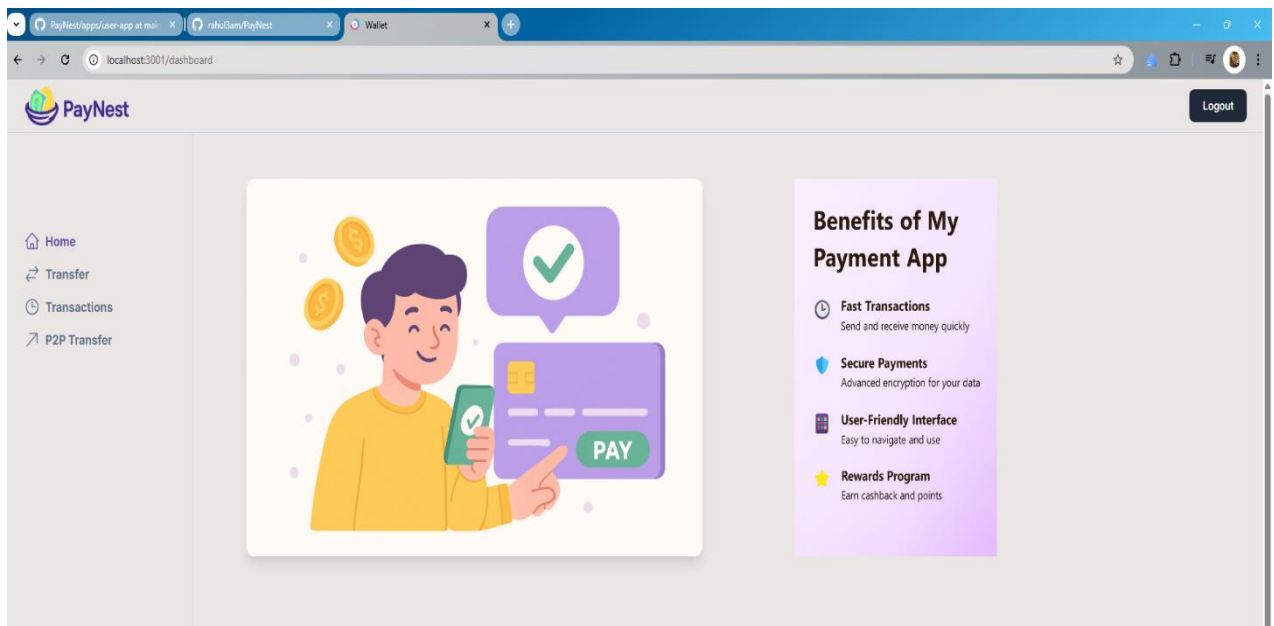 PayNest/apps/user-app at mai
rahul3am/PayNest
Wallet
localhost:3001/dashboard
PayNest
Logout
Home
Transfer
Transactions
P2P Transfer
PAY
Benefits of My
Payment App
Fast Transactions
Send and receive money quickly
Secure Payments
Advanced encryption for your data
User-Friendly Interface
Easy to navigate and use
Rewards Program
Earn cashback and points